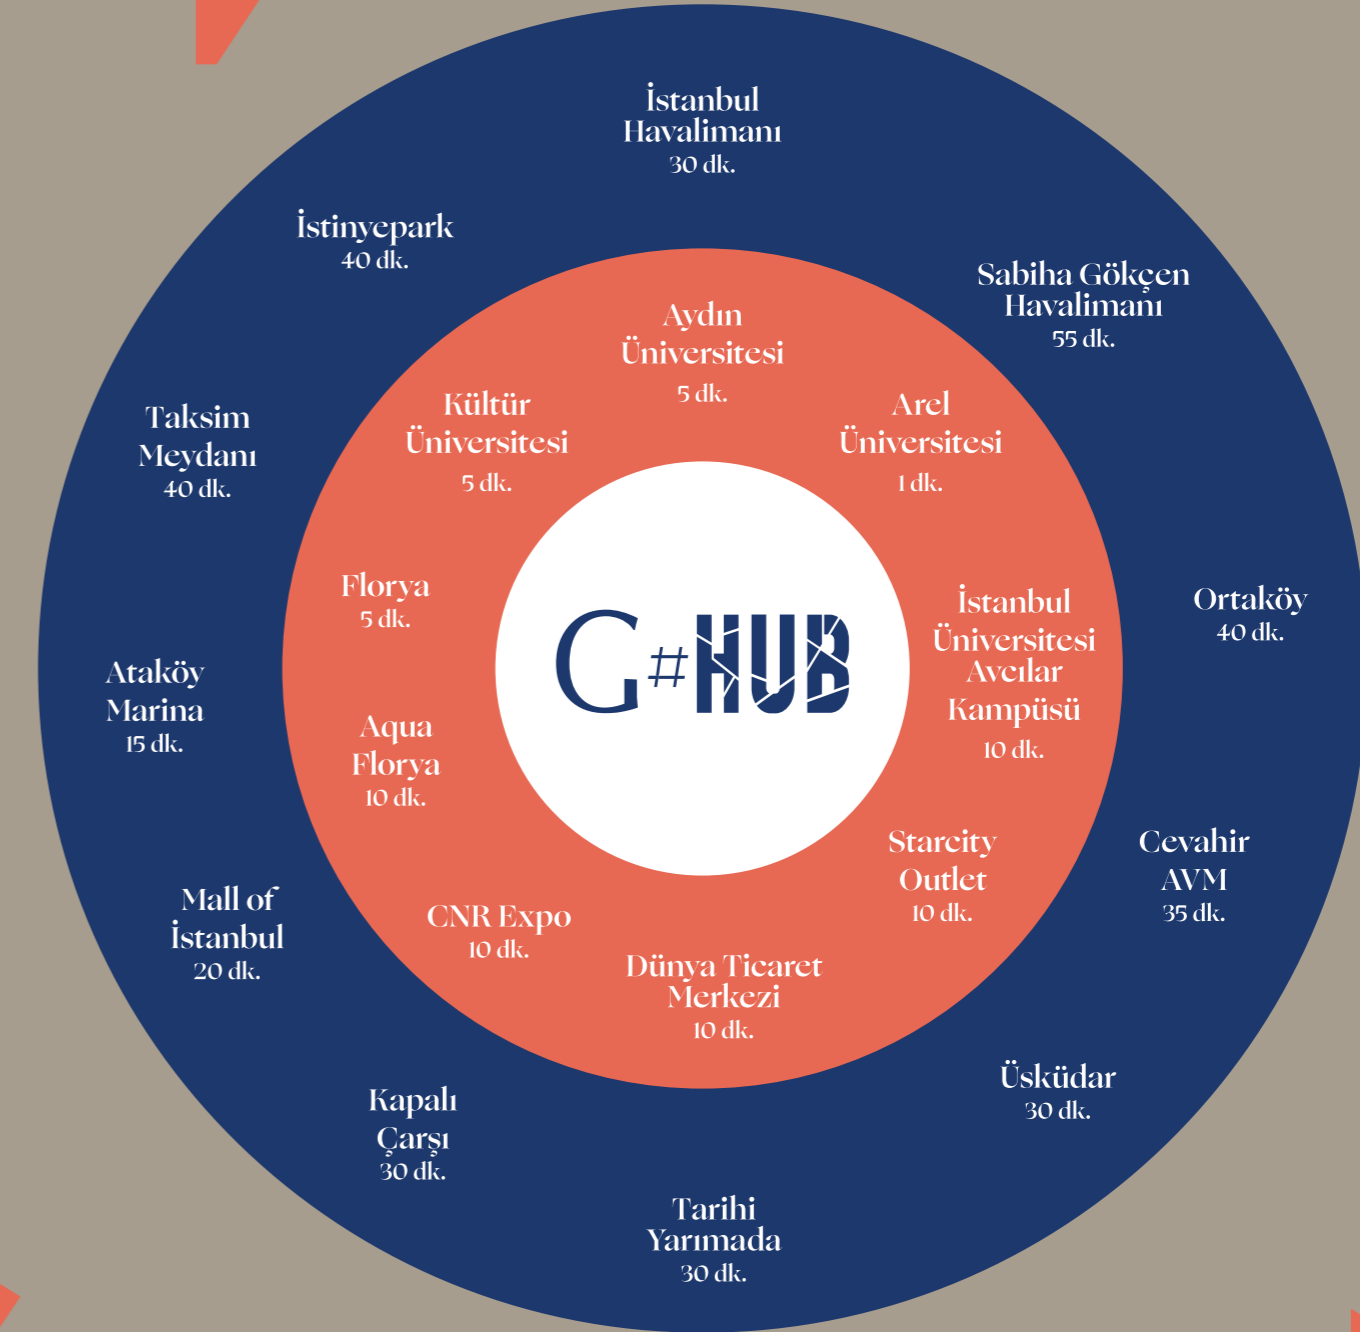 İstanbul
Havalimanı
30 dk.
İstinyepark
40 dk.
Sabiha Gökçen
Havalimanı
55 dk.
Aydın
Üniversitesi
5 dk.
Kültür
Üniversitesi
5 dk.
Arel
Üniversitesi
1 dk.
Taksim
Meydanı
40 dk.
Florya
5 dk.
G#HUB
İstanbul
Üniversitesi
Avcılar
Kampüsü
10 dk.
Ortaköy
40 dk.
Ataköy
Marina
15 dk.
Aqua
Florya
10 dk.
Starcity
Outlet
10 dk.
Cevahir
AVM
35 dk.
Mall of
İstanbul
20 dk.
CNR Expo
10 dk.
Dünya Ticaret
Merkezi
10 dk.
Üsküdar
30 dk.
Kapalı
Çarşı
30 dk.
Tarihi
Yarımada
30 dk.